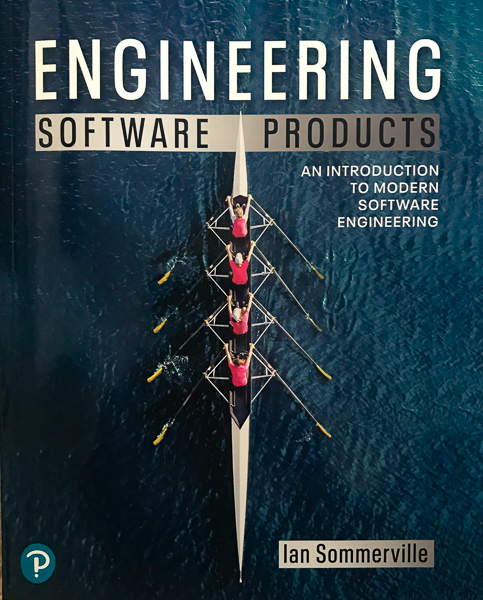 ENGINEERING
SOFTWARE PRODUCTS
AN INTRODUCTION
TO MODERN
SOFTWARE
ENGINEERING
P
Ian Sommerville